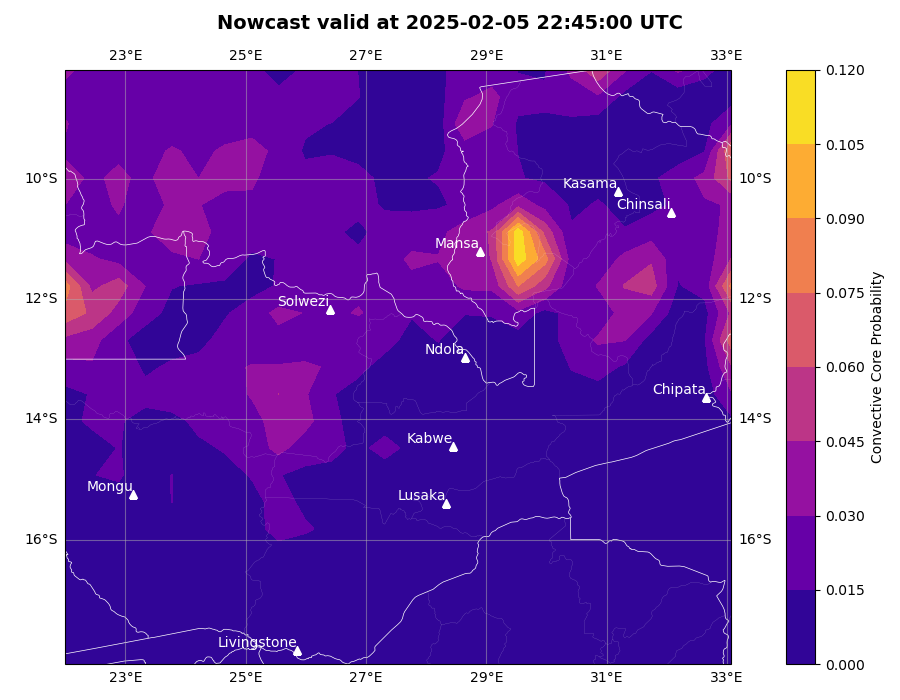 Nowcast valid at 2025-02-05 22:45:00 UTC
23°E 25°E 27°E 29°E 31°E 33°E
0.120
0.105
10°S Kasama 10°S
Chinsali
0.090
Mansa
0.075
12°S Solwezi 12°S
Ndola
0.060
Chipata
14°S 14°S
Kabwe
0.045
Mongu Lusaka
0.030
16°S 16°S
0.015
Livingstone
0.000
23°E 25°E 27°E 29°E 31°E 33°E
Convective Core Probability